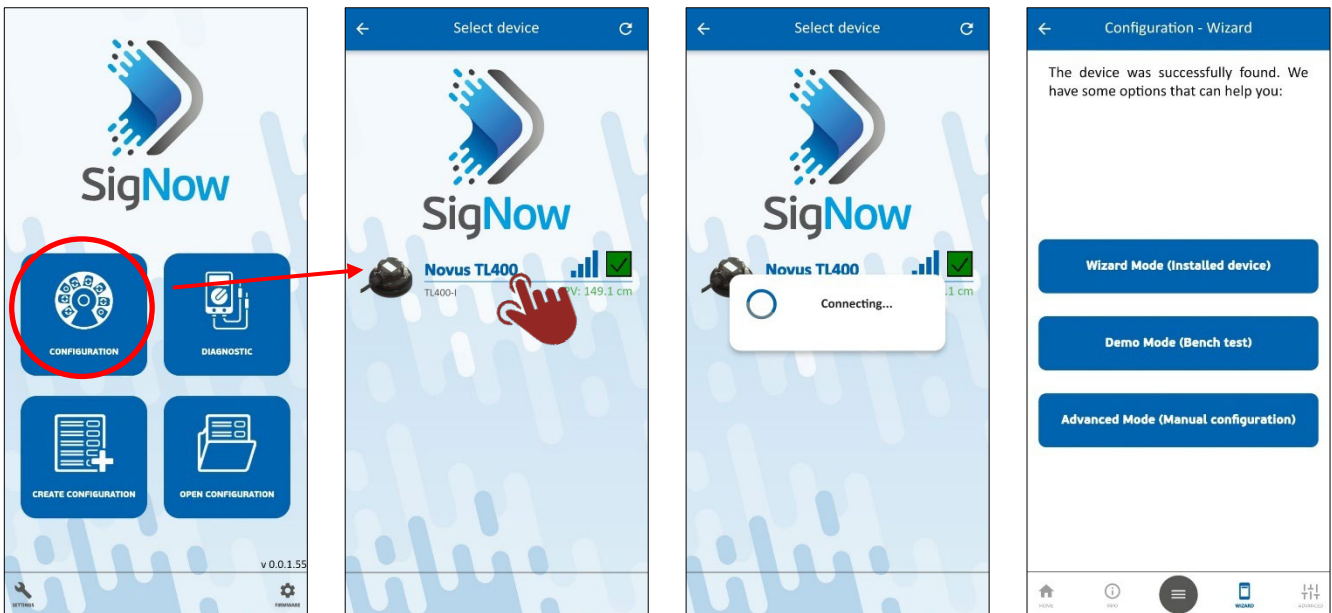 SigNow
CONFIGURATION
DIAGNOSTIC
CREATE CONFIGURATION
OPEN CONFIGURATION
v 0.0.1.55
SETTINGS
FIRMWARE
Select device
SigNow
Novus TL400
TL400-I
PV: 149.1 cm
Select device
SigNow
Novus TL400
.1 cm
Connecting...
Configuration - Wizard
The device was successfully found. We
have some options that can help you:
Wizard Mode (Installed device)
Demo Mode (Bench test)
Advanced Mode (Manual configuration)
HOME
INFO
WIZARD
ADVANCED